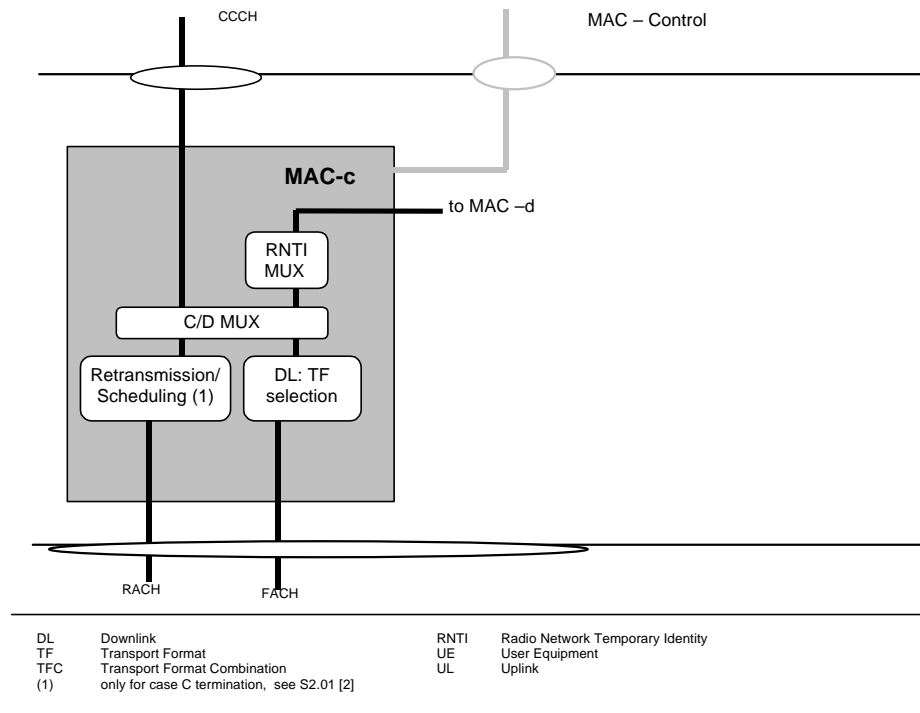 CCCH
MAC – Control
MAC-c
to MAC –d
RNTI
MUX
C/D MUX
Retransmission/
Scheduling (1)
DL: TF
selection
RACH
FACH
DL Downlink
TF Transport Format
TFC Transport Format Combination
(1) only for case C termination, see S2.01 [2]
RNTI Radio Network Temporary Identity
UE User Equipment
UL Uplink